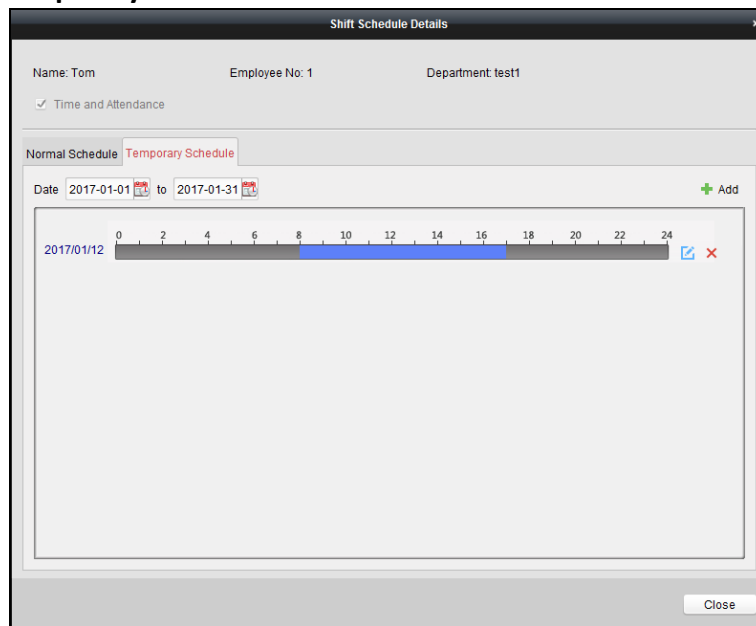 Shift Schedule Details
Name: Tom Employee No: 1 Department: test1
Time and Attendance
Normal Schedule Temporary Schedule
Date 2017-01-01 to 2017-01-31 Add
0 2 4 6 8 10 12 14 16 18 20 22 24
2017/01/12
Close